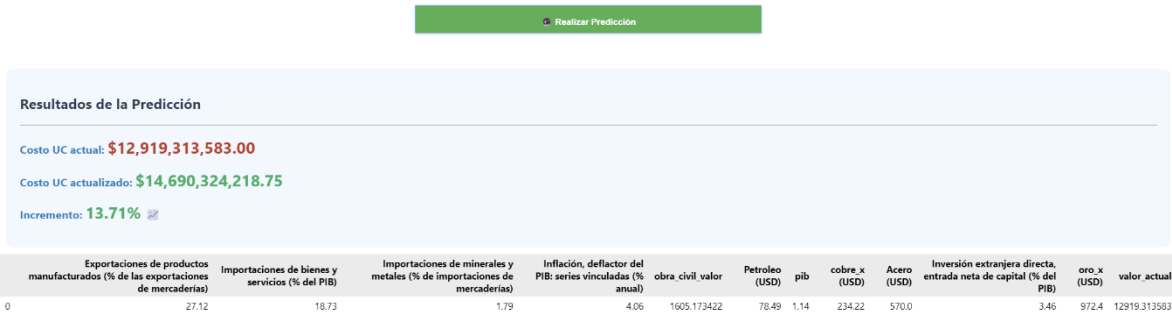 Realizar Predicción
Resultados de la Predicción
Costo UC actual: $12,919,313,583.00
Costo UC actualizado: $14,690,324,218.75
Incremento: 13.71%
Exportaciones de productos
manufacturados (% de las exportaciones
de mercaderías)
Importaciones de bienes y
servicios (% del PIB)
Importaciones de minerales y
metales (% de importaciones de
mercaderías)
Inflación, deflactor del
PIB: series vinculadas (%
anual)
obra_civil_valor
Petroleo
(USD)
pib
cobre_x
(USD)
Acero
(USD)
Inversión extranjera directa,
entrada neta de capital (% del
PIB)
oro_x
(USD)
valor_actual
0 27.12 18.73 1.79 4.06 1605.173422 78.49 1.14 234.22 570.0 3.46 972.4 12919.313583